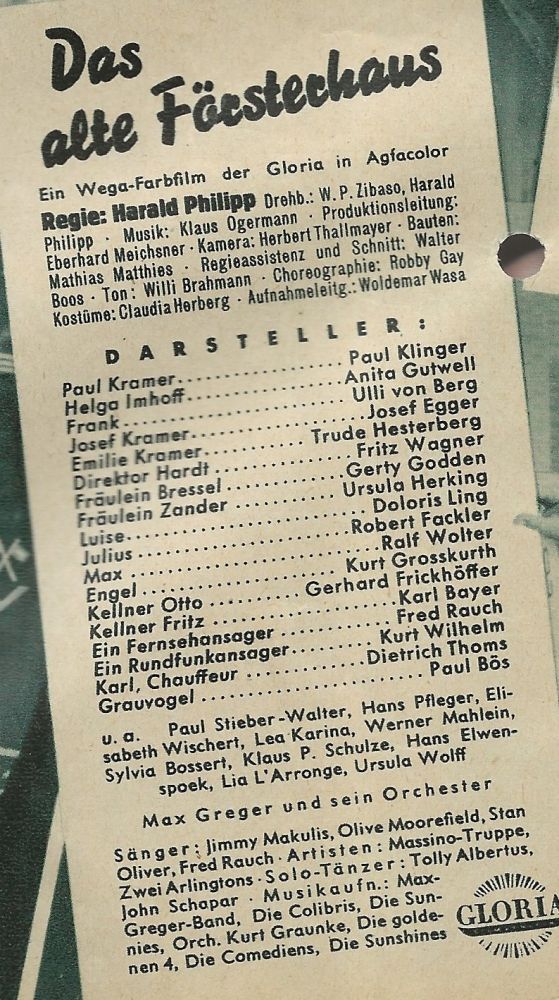 Das
alte Försterhaus
Ein Wega-Farbfilm der Gloria in Agfacolor
Regie: Harald Philipp Drehb.: W. P. Zibaso, Harald
Philipp · Musik: Klaus Ogermann · Produktionsleitung:
Eberhard Meichsner · Kamera: Herbert Thallmayer · Bauten:
Mathias Matthies · Regieassistenz und Schnitt: Walter
Boos · Ton: Willi Brahmann · Choreographie: Robby Gay
Kostüme: Claudia Herberg · Aufnahmeleitg.: Woldemar Wasa
DARSTELLER:
Paul Kramer.................Paul Klinger
Helga Imhoff................Anita Gutwell
Frank.......................Ulli von Berg
Josef Kramer................Josef Egger
Emilie Kramer...........Trude Hesterberg
Direktor Hardt..............Fritz Wagner
Fräulein Bressel............Gerty Godden
Fräulein Zander...........Ursula Herking
Luise.......................Doloris Ling
Julius....................Robert Fackler
Max.........................Ralf Wolter
Engel....................Kurt Grosskurth
Kellner Otto..........Gerhard Frickhöffer
Kellner Fritz................Karl Bayer
Ein Fernsehansager...........Fred Rauch
Ein Rundfunkansager........Kurt Wilhelm
Karl, Chauffeur..........Dietrich Thoms
Grauvogel.....................Paul Bös
u. a. Paul Stieber-Walter, Hans Pfleger, Eli-
sabeth Wischert, Lea Karina, Werner Mahlein,
Sylvia Bossert, Klaus P. Schulze, Hans Elwen-
spoek, Lia L'Arronge, Ursula Wolff
Max Greger und sein Orchester
Sänger: Jimmy Makulis, Olive Moorefield, Stan
Oliver, Fred Rauch · Artisten: Massino-Truppe,
Zwei Arlingtons · Solo-Tänzer: Tolly Albertus,
John Schapar · Musikaufn.: Max-
Greger-Band, Die Colibris, Die Sun-
nies, Orch. Kurt Graunke, Die golde-
nen 4, Die Comediens, Die Sunshines
GLORIA